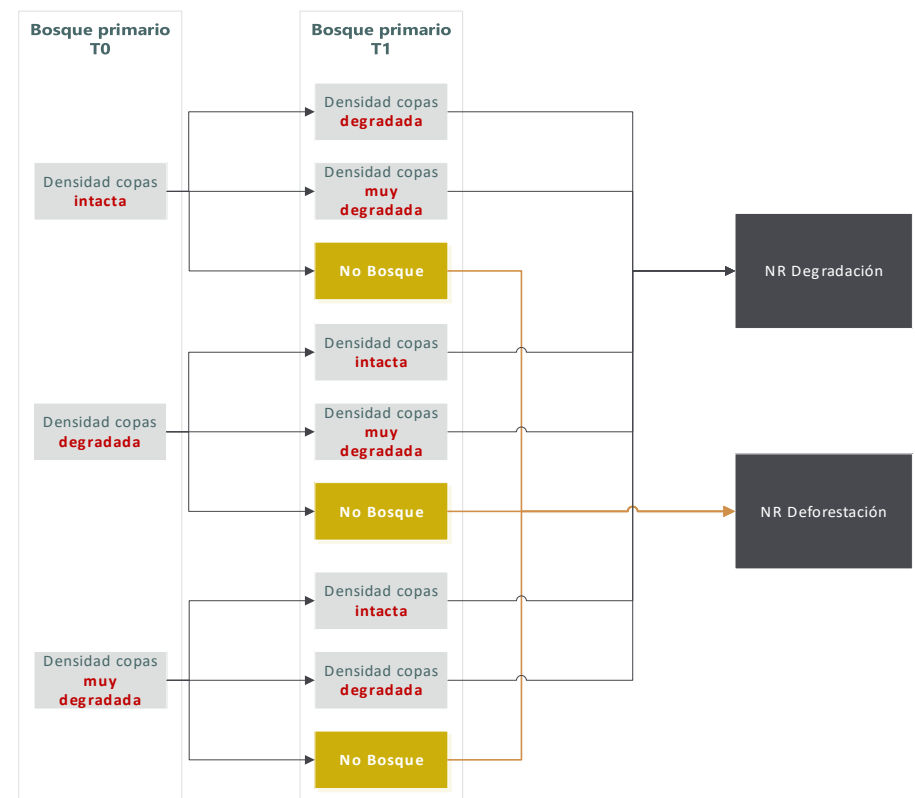 Bosque primario
T0
Bosque primario
T1
Densidad copas
intacta
Densidad copas
degradada
Densidad copas
muy
degradada
No Bosque
Densidad copas
degradada
Densidad copas
intacta
Densidad copas
muy
degradada
No Bosque
Densidad copas
muy
degradada
Densidad copas
intacta
Densidad copas
degradada
No Bosque
NR Degradación
NR Deforestación